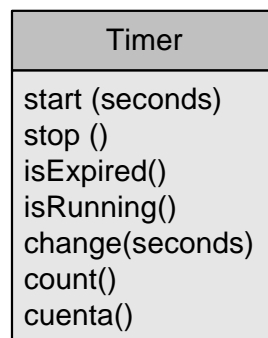 Timer
start (seconds)
stop ()
isExpired()
isRunning()
change(seconds)
count()
cuenta()